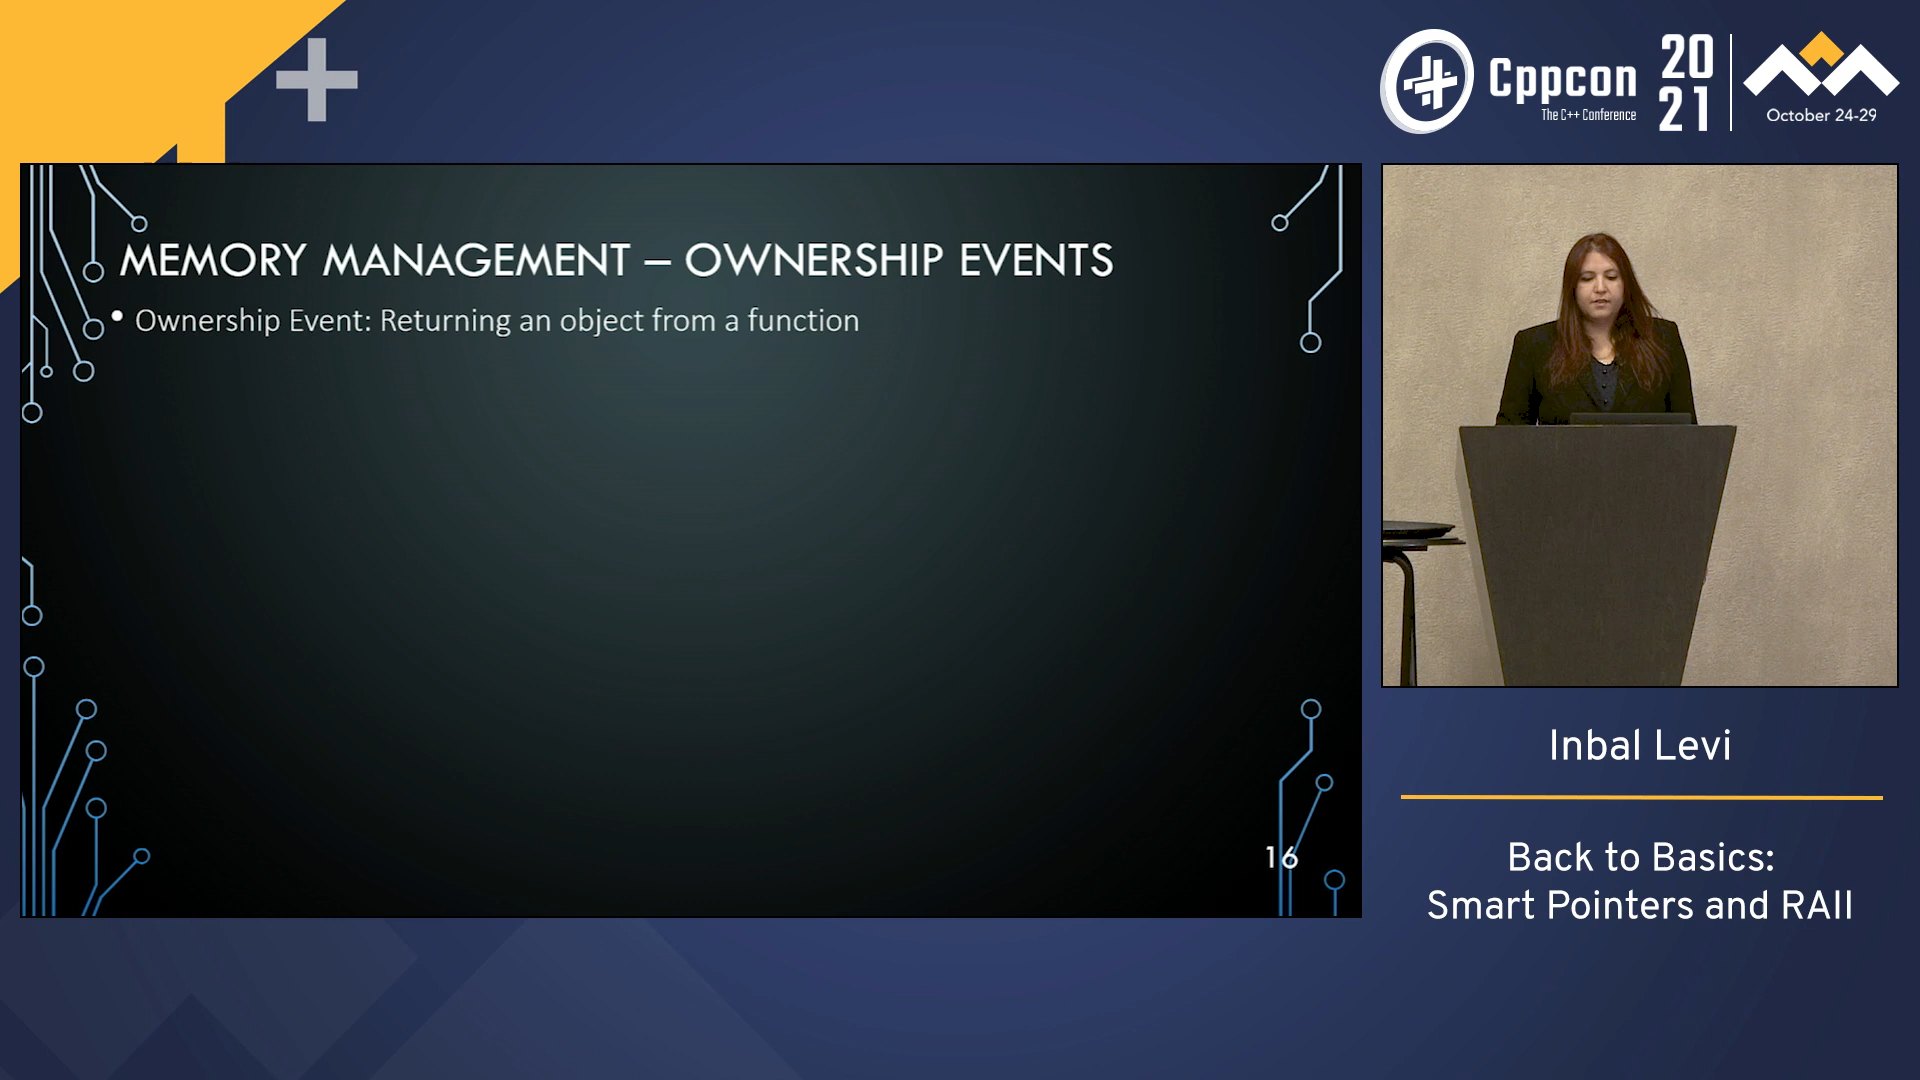 Cppcon
The C++ Conference
20
21
October 24-29
MEMORY MANAGEMENT – OWNERSHIP EVENTS
• Ownership Event: Returning an object from a function
16
Inbal Levi
Back to Basics:
Smart Pointers and RAII